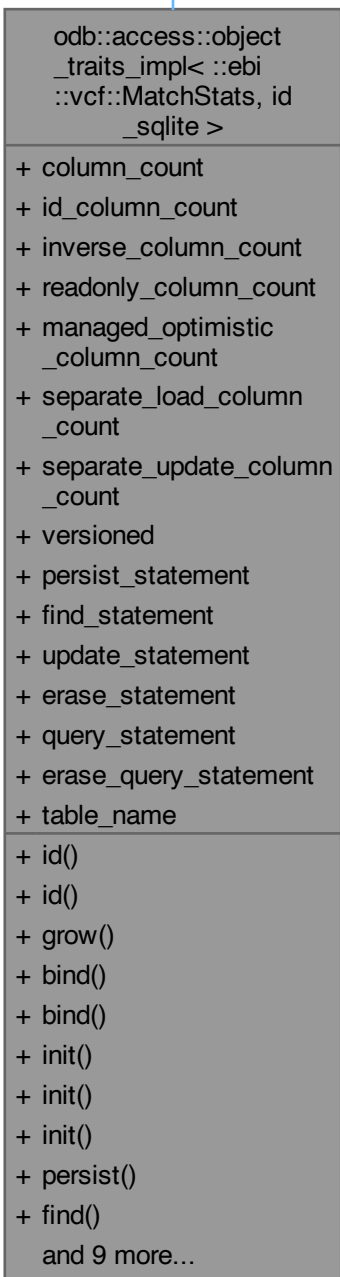 odb::access::object
_traits_impl< ::ebi
::vcf::MatchStats, id
_sqlite >
+ column_count
+ id_column_count
+ inverse_column_count
+ readonly_column_count
+ managed_optimistic
_column_count
+ separate_load_column
_count
+ separate_update_column
_count
+ versioned
+ persist_statement
+ find_statement
+ update_statement
+ erase_statement
+ query_statement
+ erase_query_statement
+ table_name
+ id()
+ id()
+ grow()
+ bind()
+ bind()
+ init()
+ init()
+ init()
+ persist()
+ find()
and 9 more...